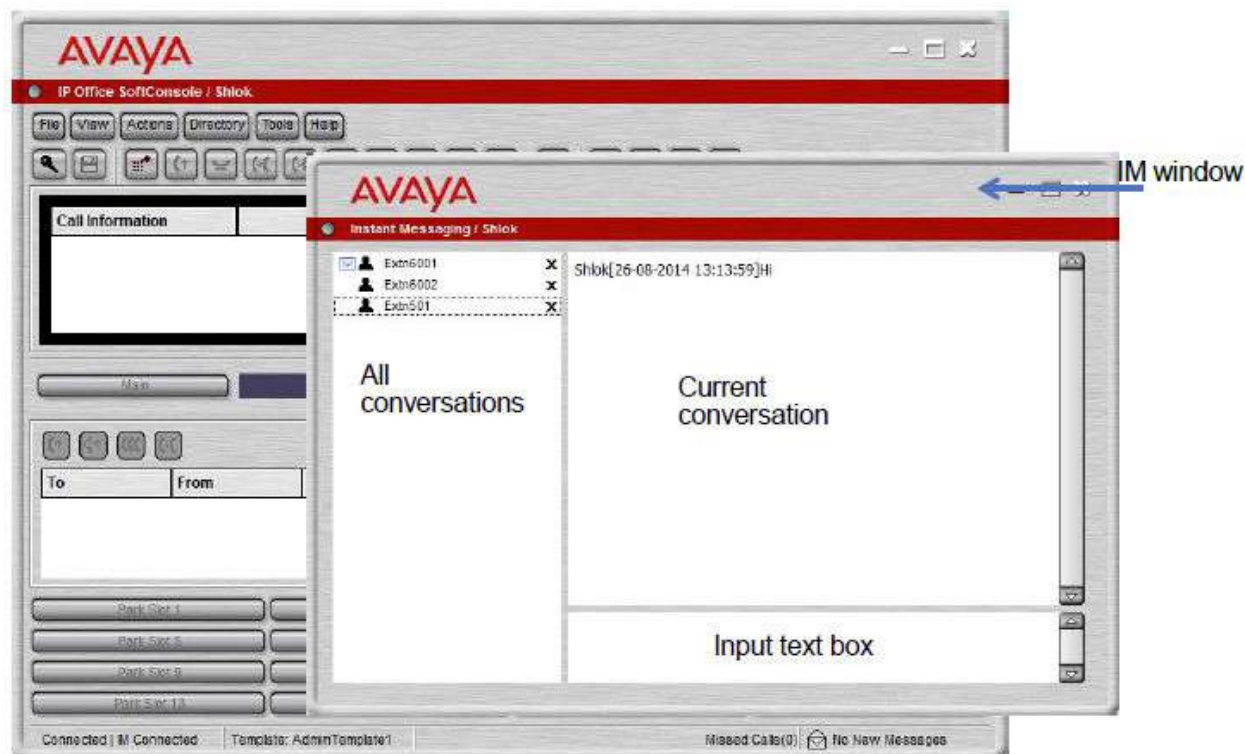 AVAYA
IP Office SoftConsole / Shlok
File View Actions Directory Tools Help
IM window
AVAYA
Call Information
Instant Messaging / Shlok
Extn6001 x
Extn6002 x
Extn501 x
Shlok[26-08-2014 13:13:59]Hi
All
conversations
Current
conversation
Main
To From
Input text box
Park Slot 1
Park Slot 5
Park Slot 9
Park Slot 13
Connected | IM Connected Template: AdminTemplate1 Missed Calls(0) No New Messages